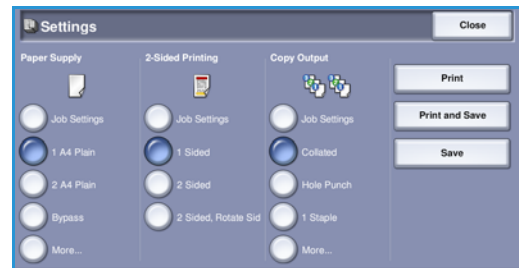 Settings
Close
Paper Supply
2-Sided Printing
Copy Output
Print
Print and Save
Save
Job Settings
1 A4 Plain
2 A4 Plain
Bypass
More...
Job Settings
1 Sided
2 Sided
2 Sided, Rotate Sid
Job Settings
Collated
Hole Punch
1 Staple
More...